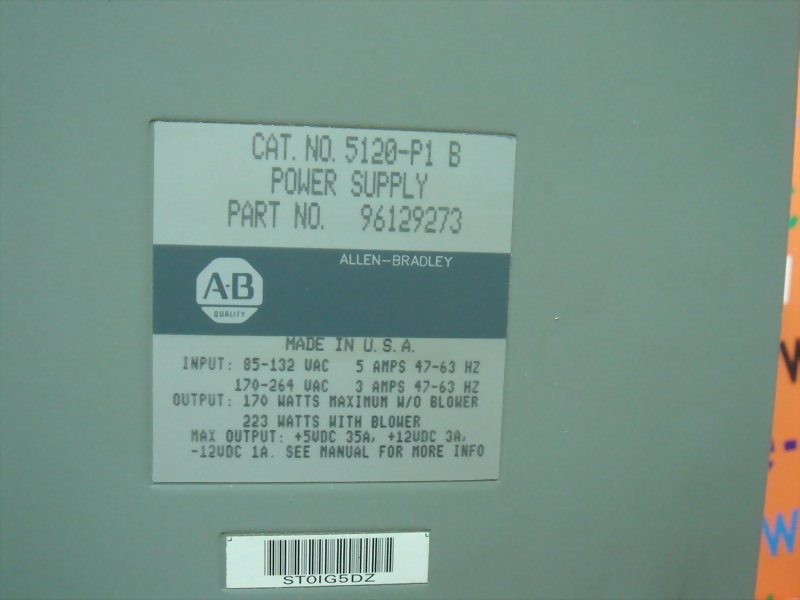 CAT. NO. 5120-P1 B
POWER SUPPLY
PART NO. 96129273
ALLEN-BRADLEY
A-B
QUALITY
MADE IN U.S.A.
INPUT: 85-132 VAC 5 AMPS 47-63 HZ
170-264 VAC 3 AMPS 47-63 HZ
OUTPUT: 170 WATTS MAXIMUM W/O BLOWER
223 WATTS WITH BLOWER
MAX OUTPUT: +5VDC 35A, +12VDC 3A,
-12VDC 1A. SEE MANUAL FOR MORE INFO
ST0IG5DZ
W
e-
W